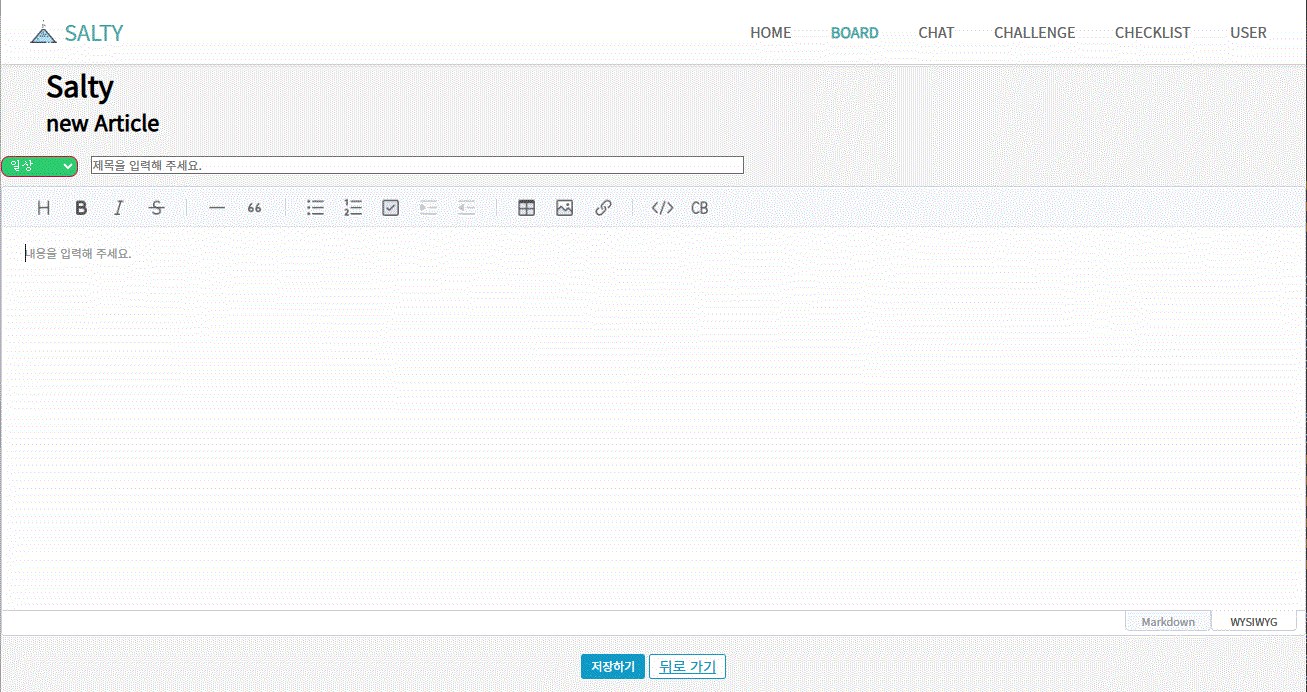 SALTY HOME BOARD CHAT CHALLENGE CHECKLIST USER
Salty
new Article
일상 제목을 입력해 주세요.
H B I S 66 CB
내용을 입력해 주세요.
Markdown WYSIWYG
저장하기 뒤로 가기